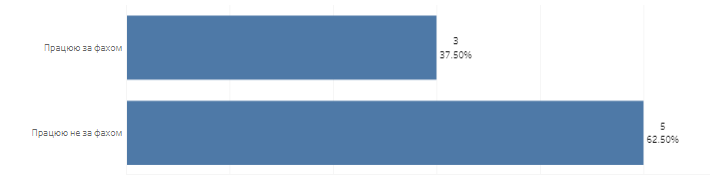 Працюю за фахом
3
37.50%
Працюю не за фахом
5
62.50%